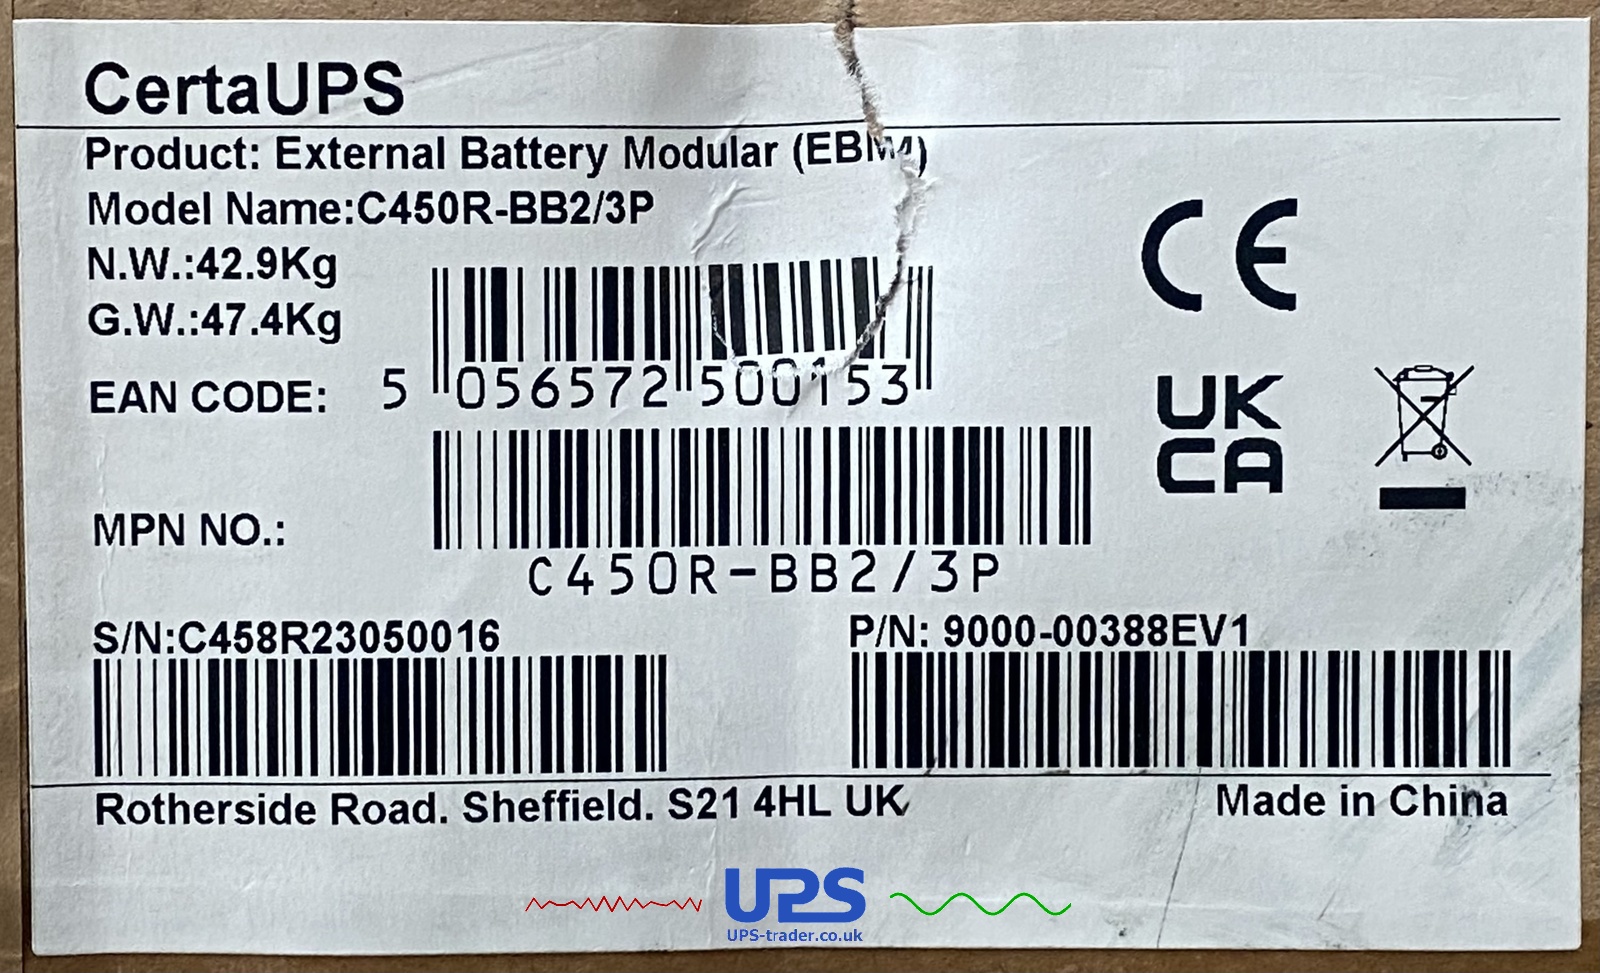 CertaUPS
Product: External Battery Modular (EBM)
Model Name:C450R-BB2/3P
N.W.:42.9Kg
G.W.:47.4Kg
CE
EAN CODE: 5 056572 500153
UK
CA
MPN NO.:
C450R-BB2/3P
S/N:C458R23050016
P/N: 9000-00388EV1
Rotherside Road. Sheffield. S21 4HL UK
Made in China
UPS
UPS-trader.co.uk